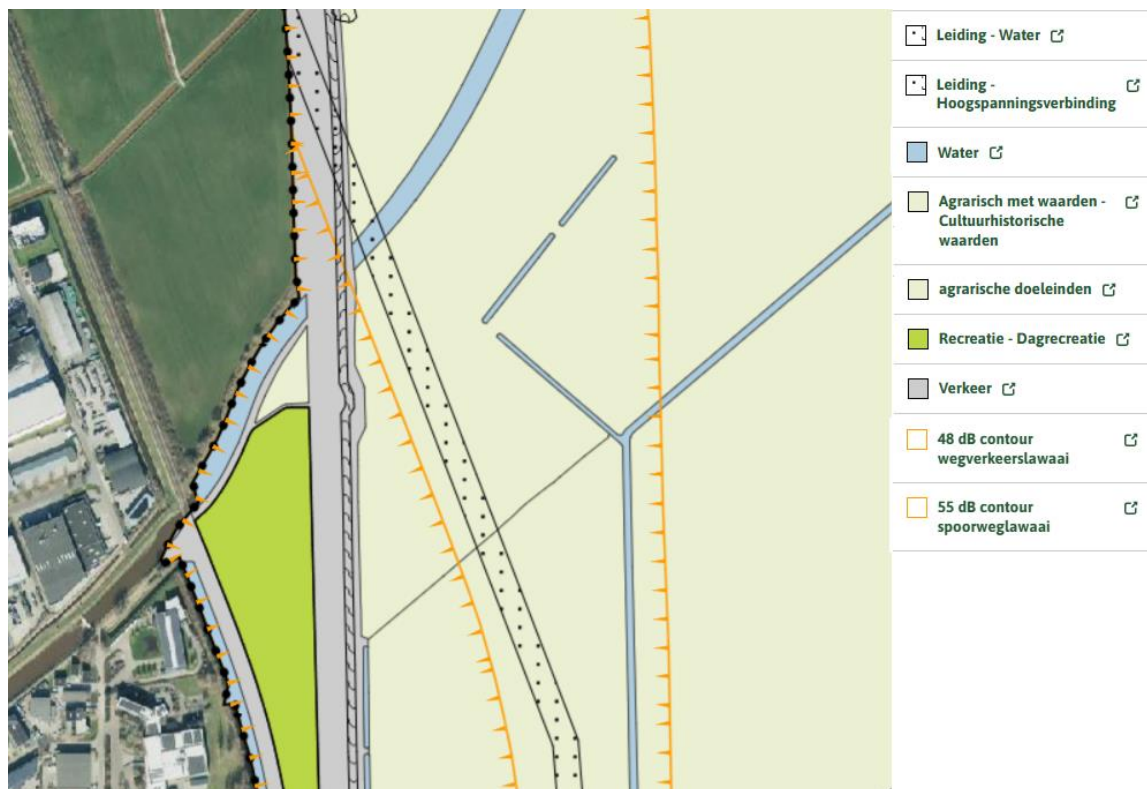 Leiding - Water
Leiding -
Hoogspanningsverbinding
Water
Agrarisch met waarden -
Cultuurhistorische
waarden
agrarische doeleinden
Recreatie - Dagrecreatie
Verkeer
48 dB contour
wegverkeerslawaai
55 dB contour
spoorweglawaai